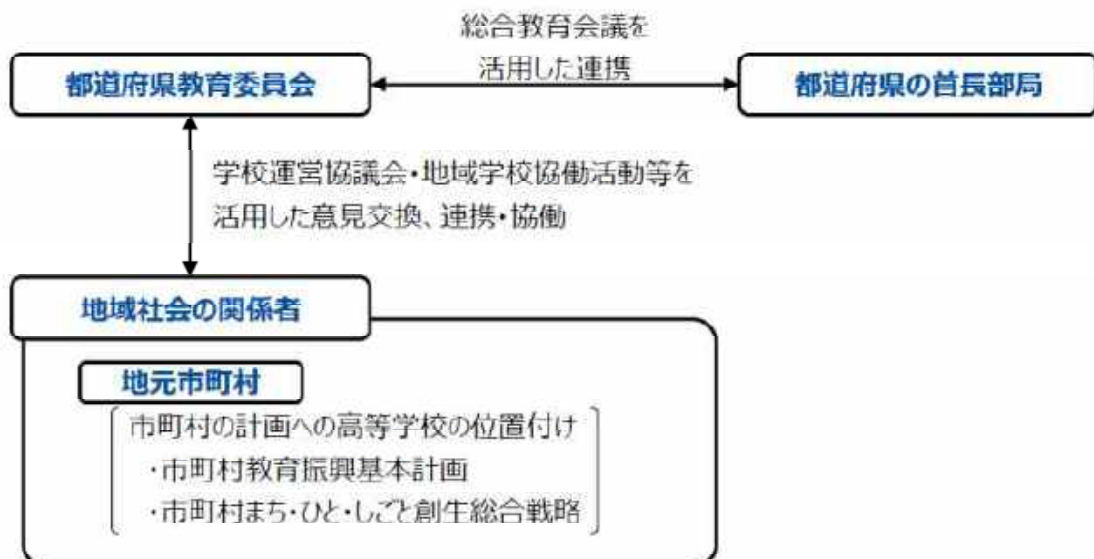 総合教育会議を
活用した連携
都道府県教育委員会
都道府県の首長部局
学校運営協議会・地域学校協働活動等を
活用した意見交換、連携・協働
地域社会の関係者
地元市町村
市町村の計画への高等学校の位置付け
・市町村教育振興基本計画
・市町村まち・ひと・しごと創生総合戦略